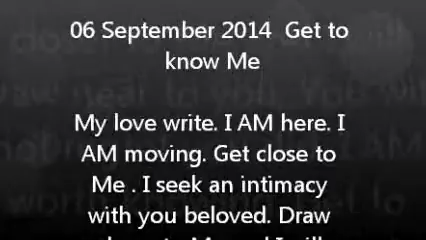 06 September 2014  Get to
know Me
My love write. I AM here. I
AM moving. Get close to
Me . I seek an intimacy
with you beloved. Draw